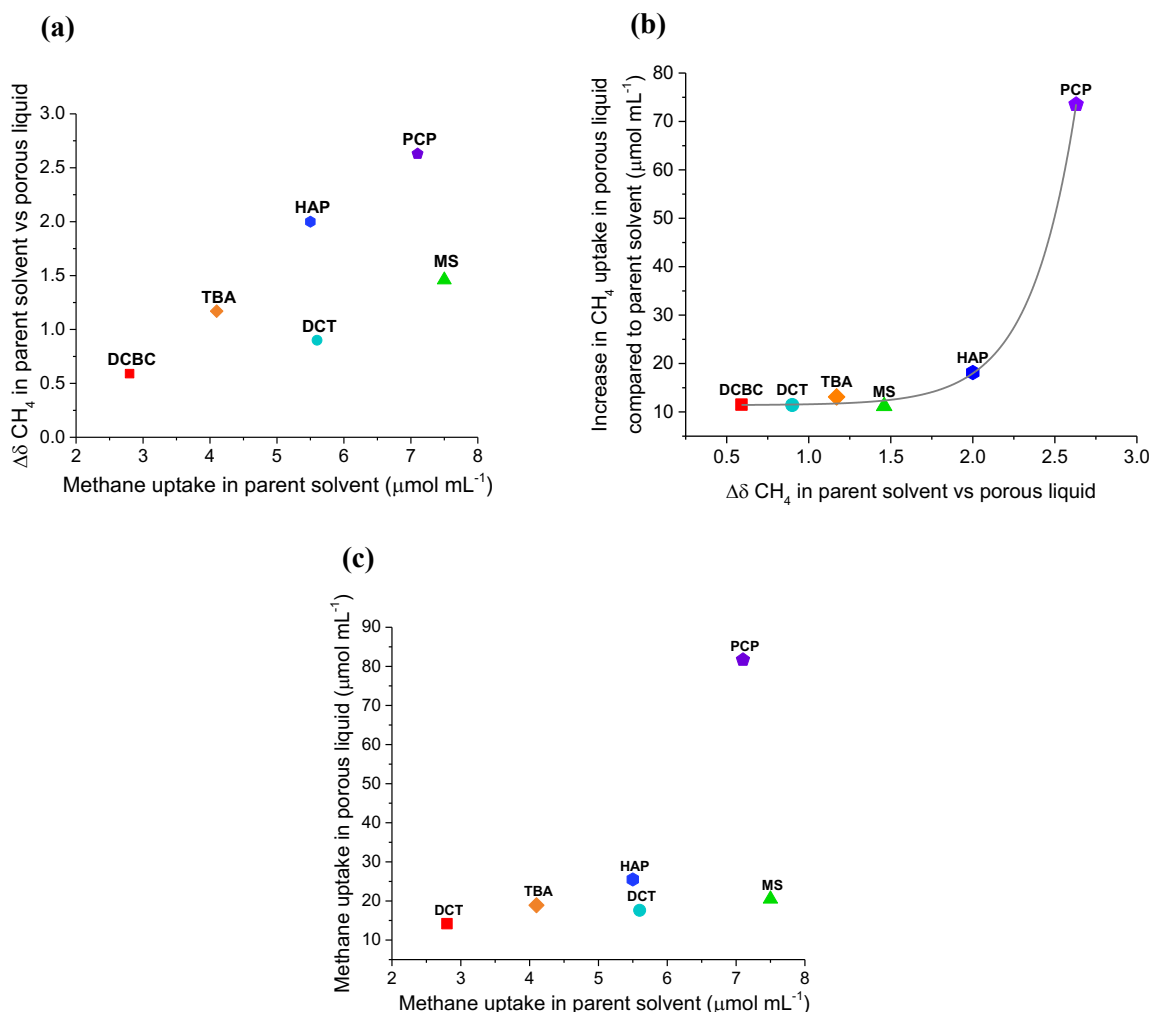 (a)
Δδ CH₄ in parent solvent vs porous liquid
3.0
2.5
2.0
1.5
1.0
0.5
0.0
PCP
HAP
MS
TBA
DCT
DCBC
2 3 4 5 6 7 8
Methane uptake in parent solvent (μmol mL⁻¹)
(b)
Increase in CH₄ uptake in porous liquid
compared to parent solvent (μmol mL⁻¹)
80
70
60
50
40
30
20
10
PCP
HAP
DCBC DCT TBA MS
0.5 1.0 1.5 2.0 2.5 3.0
Δδ CH₄ in parent solvent vs porous liquid
(c)
Methane uptake in porous liquid (μmol mL⁻¹)
90
80
70
60
50
40
30
20
10
PCP
HAP
TBA DCT MS
DCT
2 3 4 5 6 7 8
Methane uptake in parent solvent (μmol mL⁻¹)